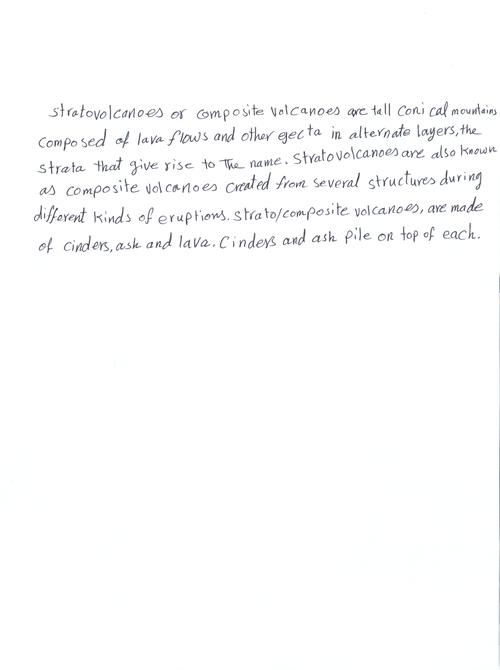 Stratovolcanoes or composite volcanoes are tall conical mountains
composed of lava flows and other ejecta in alternate layers, the
strata that give rise to the name. Stratovolcanoes are also known
as composite volcanoes created from several structures during
different kinds of eruptions. Strato/composite volcanoes, are made
of cinders, ash and lava. Cinders and ash pile on top of each.